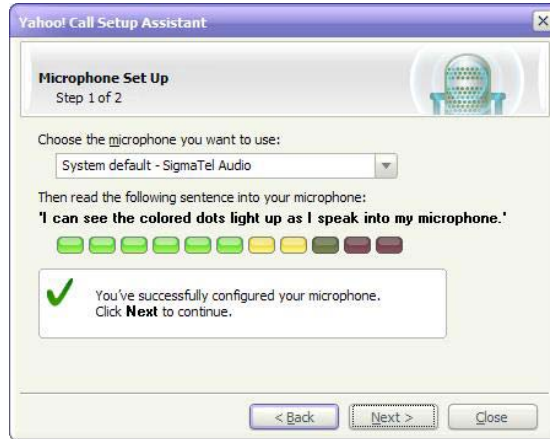 Yahoo! Call Setup Assistant
Microphone Set Up
Step 1 of 2
Choose the microphone you want to use:
System default - SigmaTel Audio
Then read the following sentence into your microphone:
'I can see the colored dots light up as I speak into my microphone.'
You've successfully configured your microphone.
Click Next to continue.
< Back Next > Close